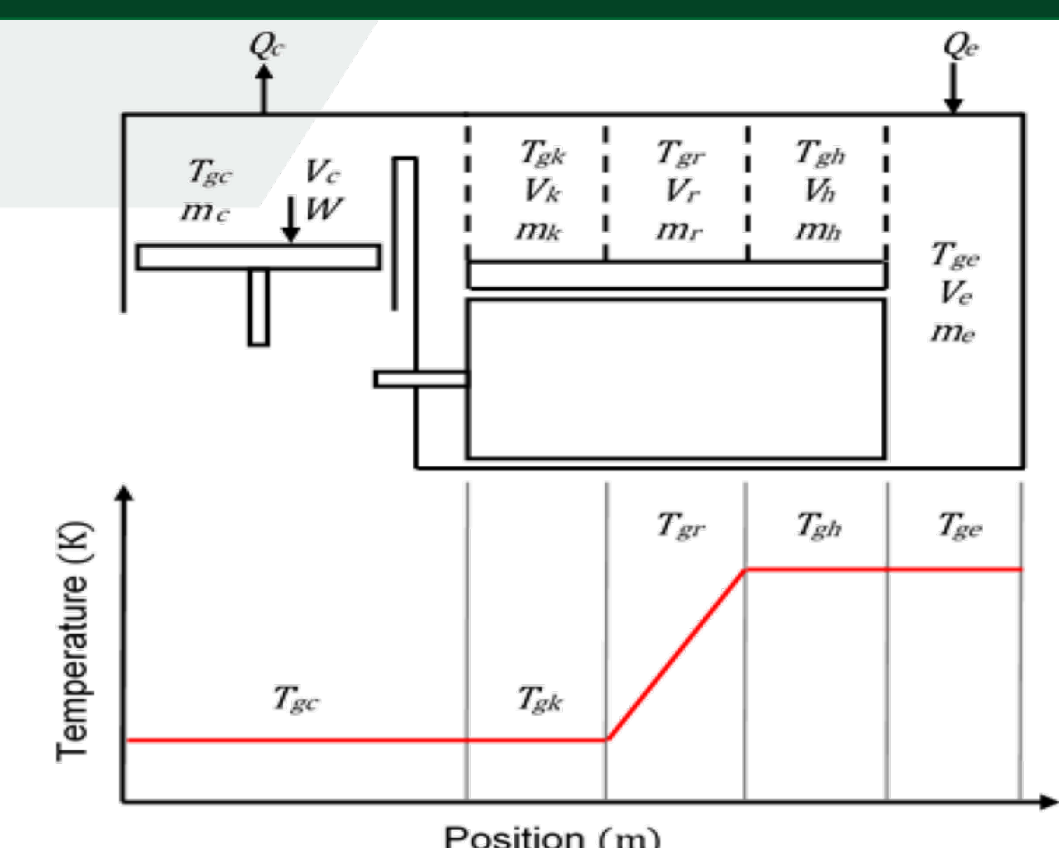 Qc
Qe
Tgc Vc
mc W
Tgk
Vk
mk
Tgr
Vr
mr
Tgh
Vh
mh
Tge
Ve
me
Temperature (K)
Tgc
Tgk
Tgr
Tgh
Tge
Position (m)